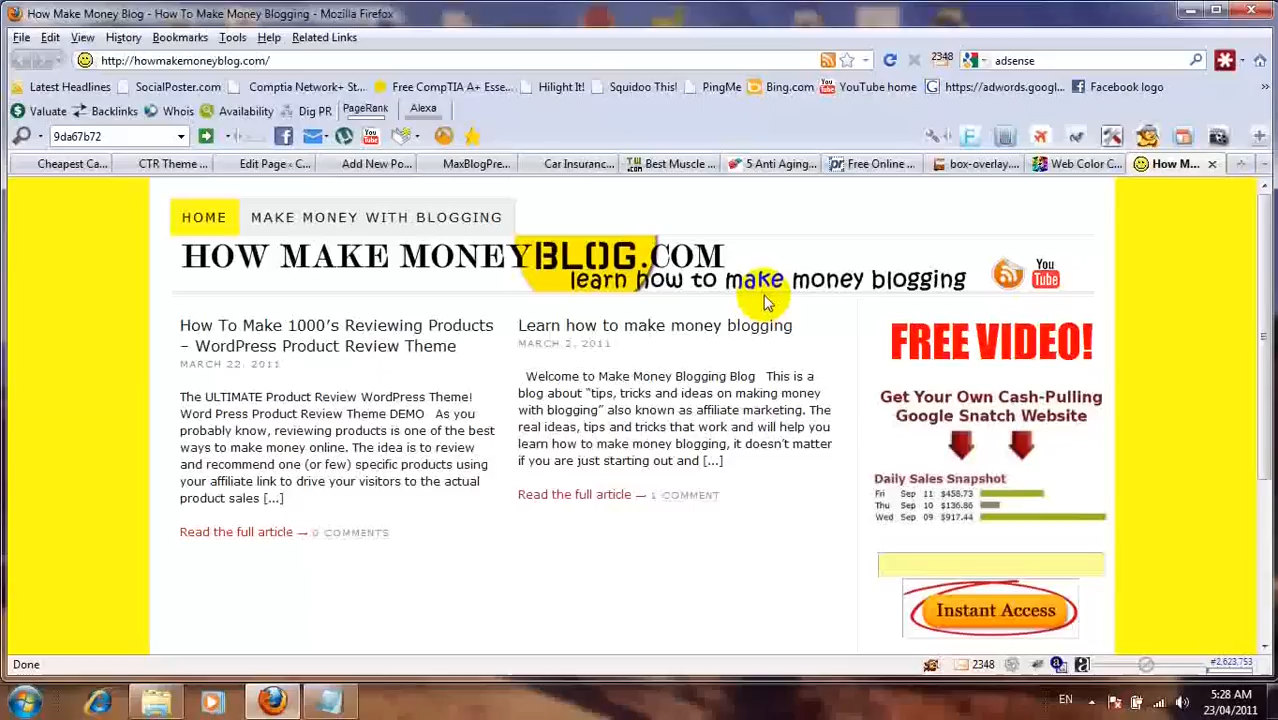 How Make Money Blog - How To Make Money Blogging - Mozilla Firefox
File Edit View History Bookmarks Tools Help Related Links
http://howmakemoneyblog.com/ 2348 adsense
Latest Headlines SocialPoster.com Comptia Network+ St... Free CompTIA A+ Esse... Hilight It! Squidoo This! PingMe Bing.com YouTube home https://adwords.googl... Facebook logo »
Valuate Backlinks Whois Availability Dig PR PageRank Alexa
9da67b72
Cheapest Ca... CTR Theme ... Edit Page ‹ C... Add New Po... MaxBlogPre... Car Insuranc... Best Muscle ... 5 Anti Aging... Free Online ... box-overlay.... Web Color C... How M...
HOME MAKE MONEY WITH BLOGGING
HOW MAKE MONEYBLOG.COM
learn how to make money blogging
You Tube
How To Make 1000's Reviewing Products
– WordPress Product Review Theme
MARCH 22, 2011
The ULTIMATE Product Review WordPress Theme!
Word Press Product Review Theme DEMO As you
probably know, reviewing products is one of the best
ways to make money online. The idea is to review
and recommend one (or few) specific products using
your affiliate link to drive your visitors to the actual
product sales [...]
Read the full article — 0 COMMENTS
Learn how to make money blogging
MARCH 2, 2011
Welcome to Make Money Blogging Blog This is a
blog about “tips, tricks and ideas on making money
with blogging” also known as affiliate marketing. The
real ideas, tips and tricks that work and will help you
learn how to make money blogging, it doesn't matter
if you are just starting out and [...]
Read the full article — 1 COMMENT
FREE VIDEO!
Get Your Own Cash-Pulling
Google Snatch Website
Daily Sales Snapshot
Fri Sep 11 $458.73
Thu Sep 10 $136.86
Wed Sep 09 $917.44
Instant Access
Done 2348 #2,623,753
EN 5:28 AM
23/04/2011